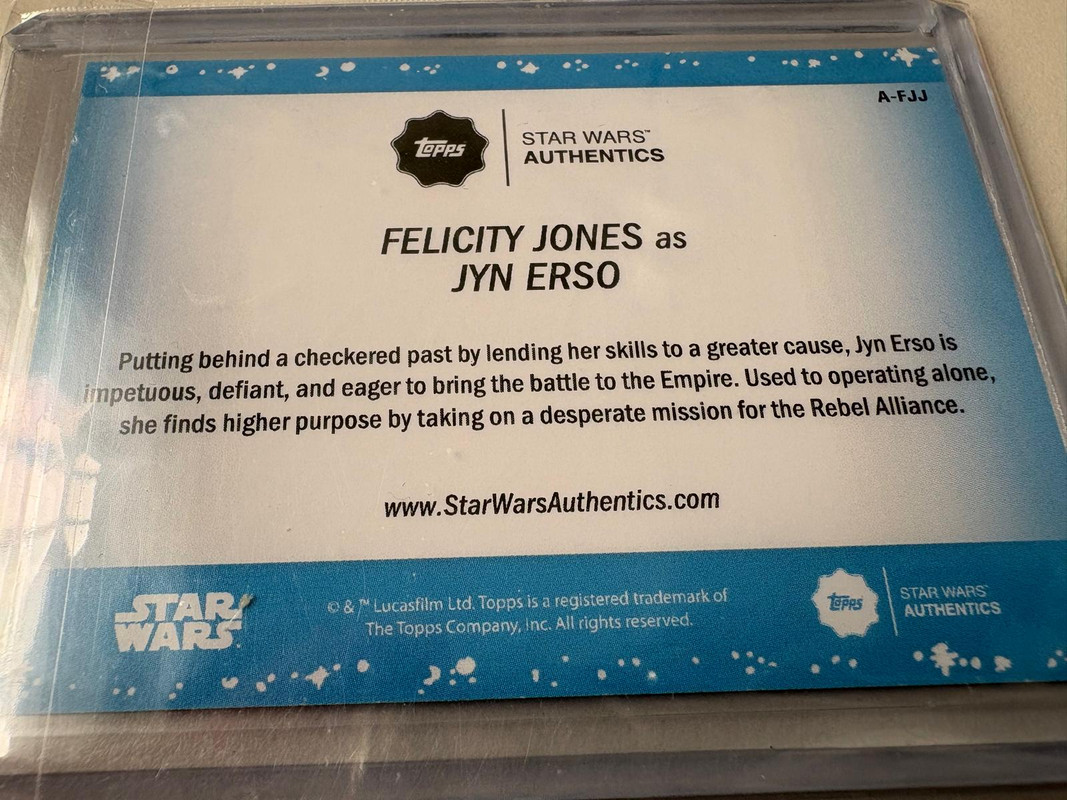 A-FJJ
TOPPS
STAR WARS™
AUTHENTICS
FELICITY JONES as
JYN ERSO
Putting behind a checkered past by lending her skills to a greater cause, Jyn Erso is
impetuous, defiant, and eager to bring the battle to the Empire. Used to operating alone,
she finds higher purpose by taking on a desperate mission for the Rebel Alliance.
www.StarWarsAuthentics.com
STAR
WARS
© & ™ Lucasfilm Ltd. Topps is a registered trademark of
The Topps Company, Inc. All rights reserved.
TOPPS
STAR WARS™
AUTHENTICS